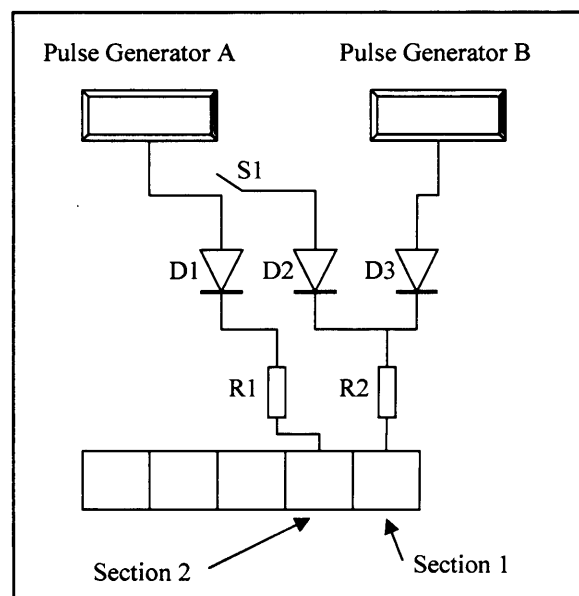 Pulse Generator A
Pulse Generator B
S1
D1
D2
D3
R1
R2
Section 2
Section 1